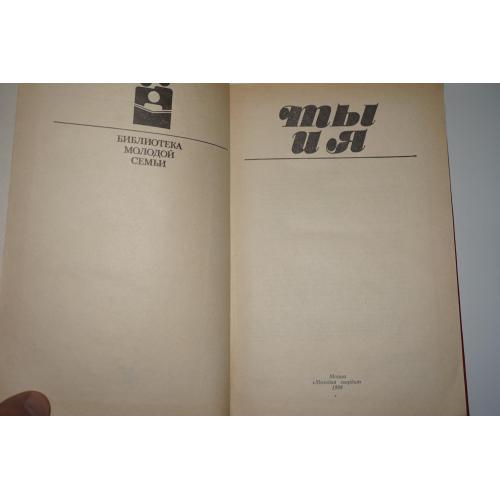 БИБЛИОТЕКА
МОЛОДОЙ
СЕМЬИ
ты
и я
Москва
«Молодая гвардия»